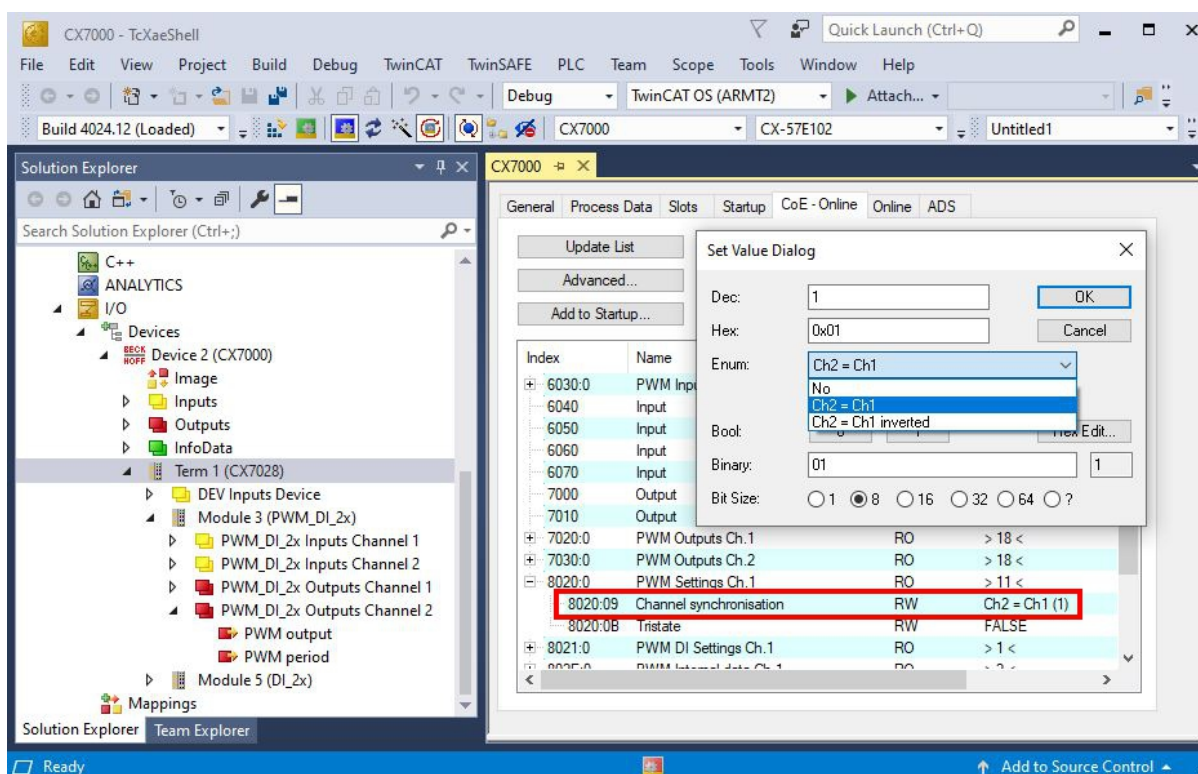 CX7000 - TcXaeShell
Quick Launch (Ctrl+Q)
File Edit View Project Build Debug TwinCAT TwinSAFE PLC Team Scope Tools Window Help
Debug TwinCAT OS (ARMT2) Attach...
Build 4024.12 (Loaded) CX7000 CX-57E102 Untitled1
Solution Explorer
Search Solution Explorer (Ctrl+;)
C++
ANALYTICS
I/O
Devices
BECK
HOFF
Device 2 (CX7000)
Image
Inputs
Outputs
InfoData
Term 1 (CX7028)
DEV Inputs Device
Module 3 (PWM_DI_2x)
PWM_DI_2x Inputs Channel 1
PWM_DI_2x Inputs Channel 2
PWM_DI_2x Outputs Channel 1
PWM_DI_2x Outputs Channel 2
PWM output
PWM period
Module 5 (DI_2x)
Mappings
Solution Explorer Team Explorer
CX7000
General Process Data Slots Startup CoE - Online Online ADS
Update List
Advanced...
Add to Startup...
Index Name
6030:0 PWM Inpu
6040 Input
6050 Input
6060 Input
6070 Input
7000 Output
7010 Output
7020:0 PWM Outputs Ch.1 RO > 18 <
7030:0 PWM Outputs Ch.2 RO > 18 <
8020:0 PWM Settings Ch.1 RO > 11 <
8020:09 Channel synchronisation RW Ch2 = Ch1 (1)
8020:0B Tristate RW FALSE
8021:0 PWM DI Settings Ch.1 RO > 1 <
Set Value Dialog
Dec: 1 OK
Hex: 0x01 Cancel
Enum: Ch2 = Ch1
No
Ch2 = Ch1
Ch2 = Ch1 inverted
Bool: Hex Edit...
Binary: 01 1
Bit Size: 1 8 16 32 64 ?
Ready Add to Source Control